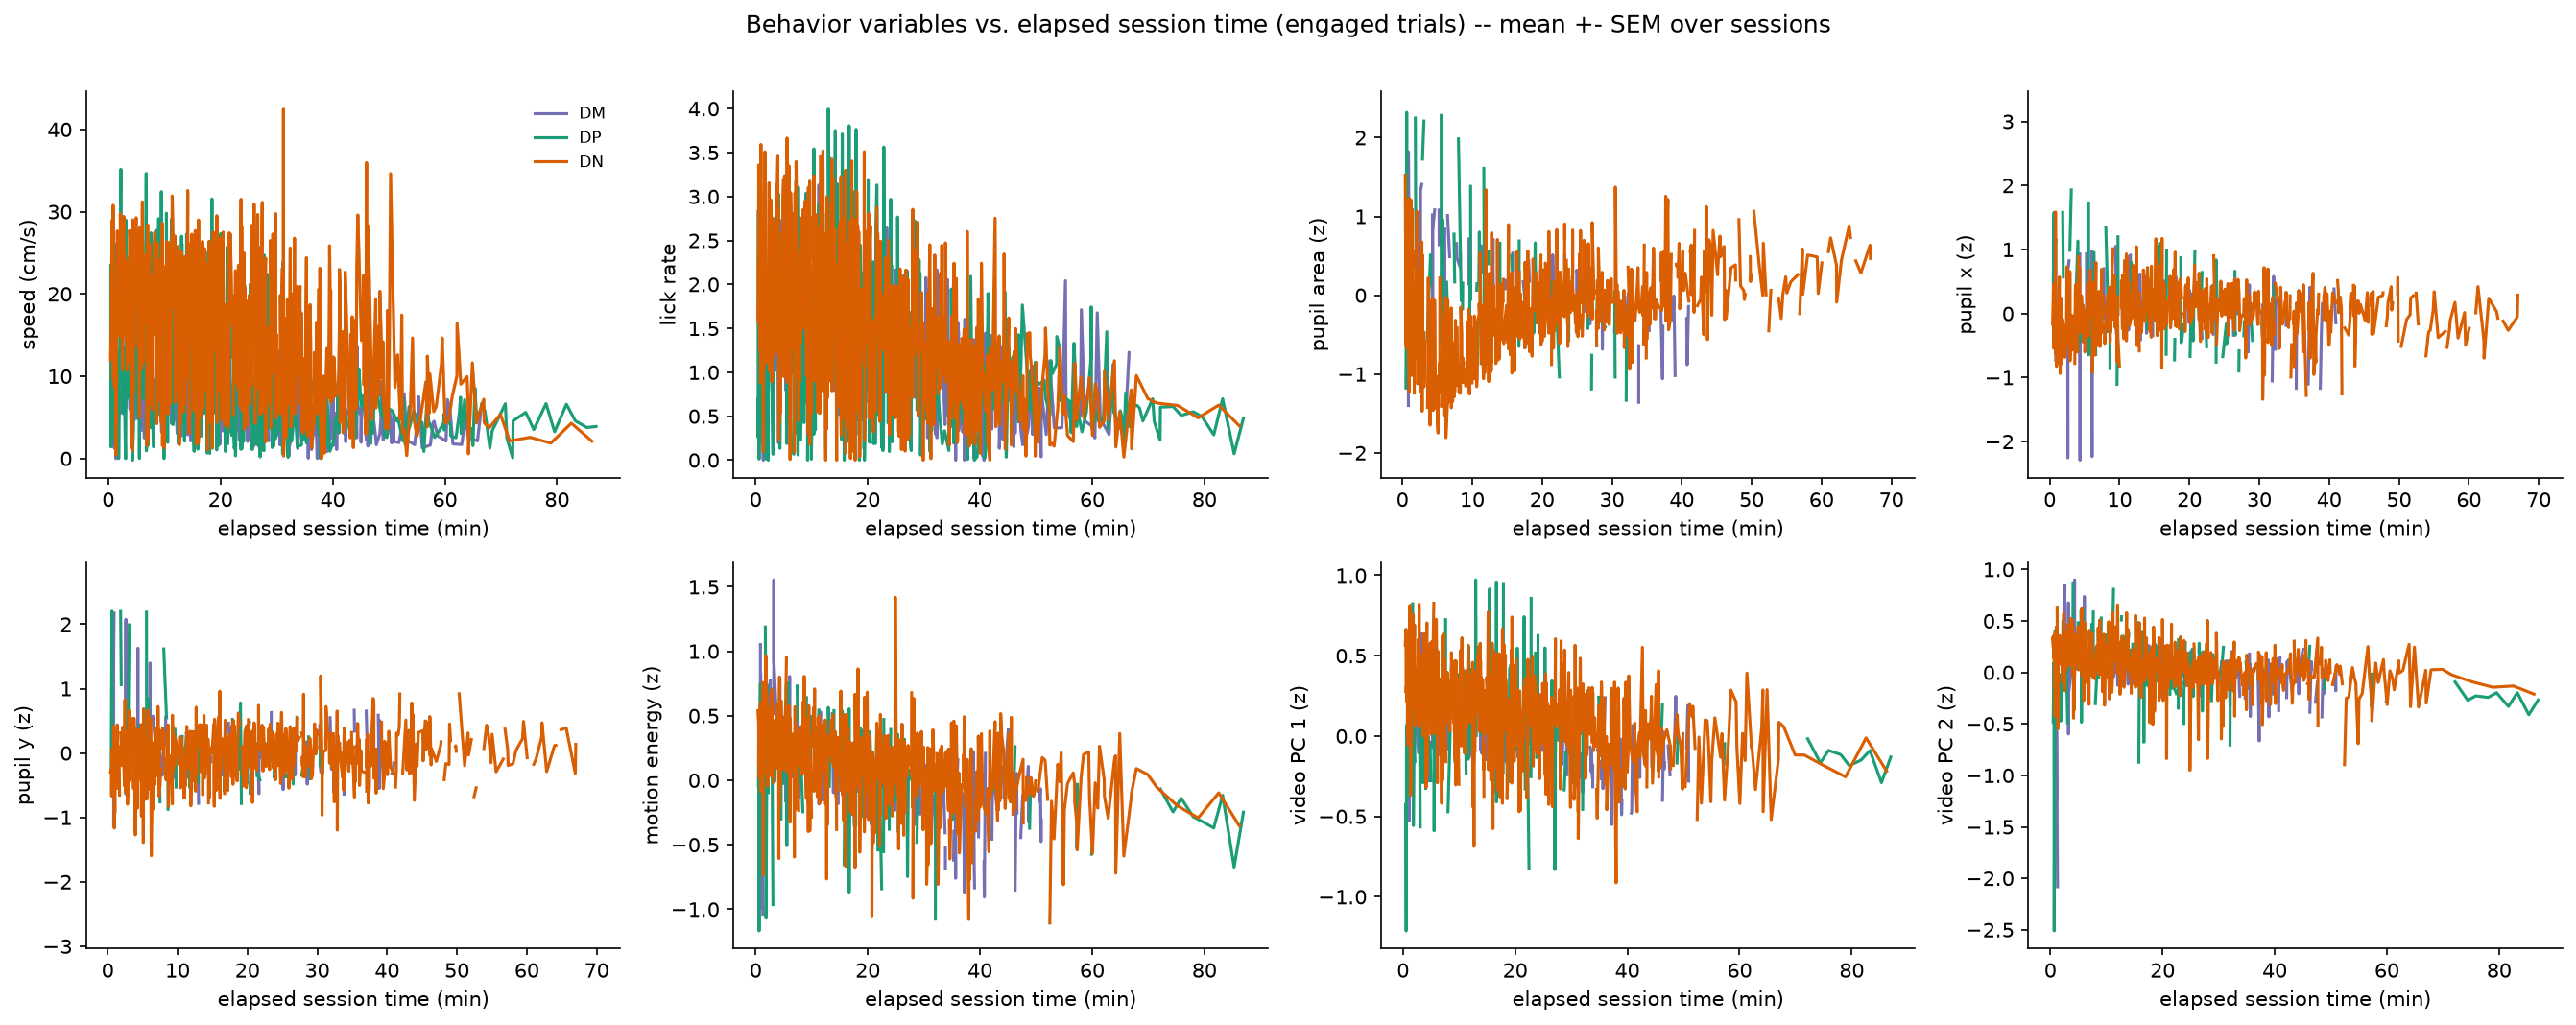 Behavior variables vs. elapsed session time (engaged trials) -- mean +- SEM over sessions
speed (cm/s)
40
30
20
10
0
DM
DP
DN
0 20 40 60 80
elapsed session time (min)
lick rate
4.0
3.5
3.0
2.5
2.0
1.5
1.0
0.5
0.0
0 20 40 60 80
elapsed session time (min)
pupil area (z)
2
1
0
−1
−2
0 10 20 30 40 50 60 70
elapsed session time (min)
pupil x (z)
3
2
1
0
−1
−2
0 10 20 30 40 50 60 70
elapsed session time (min)
pupil y (z)
2
1
0
−1
−2
−3
0 10 20 30 40 50 60 70
elapsed session time (min)
motion energy (z)
1.5
1.0
0.5
0.0
−0.5
−1.0
0 20 40 60 80
elapsed session time (min)
video PC 1 (z)
1.0
0.5
0.0
−0.5
−1.0
0 20 40 60 80
elapsed session time (min)
video PC 2 (z)
1.0
0.5
0.0
−0.5
−1.0
−1.5
−2.0
−2.5
0 20 40 60 80
elapsed session time (min)